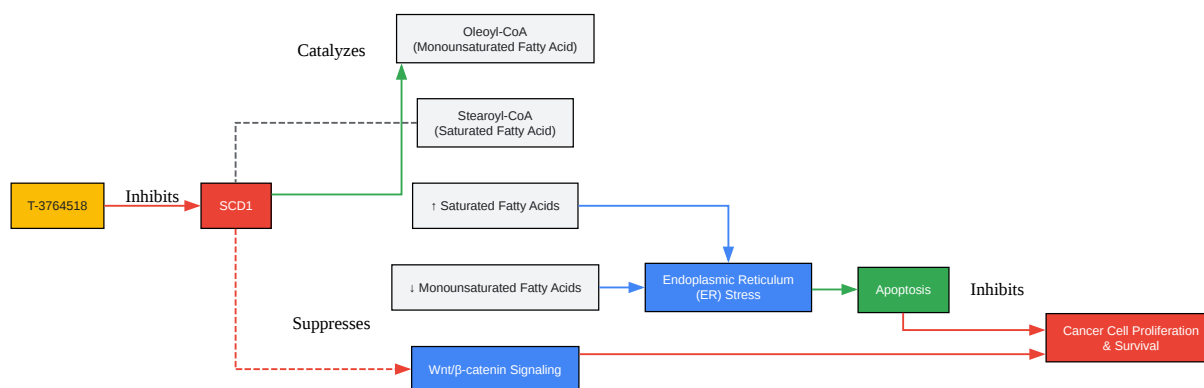 Oleoyl-CoA
(Monounsaturated Fatty Acid)
Catalyzes
Stearoyl-CoA
(Saturated Fatty Acid)
T-3764518
Inhibits
SCD1
↑ Saturated Fatty Acids
↓ Monounsaturated Fatty Acids
Endoplasmic Reticulum
(ER) Stress
Apoptosis
Inhibits
Suppresses
Cancer Cell Proliferation
& Survival
Wnt/β-catenin Signaling